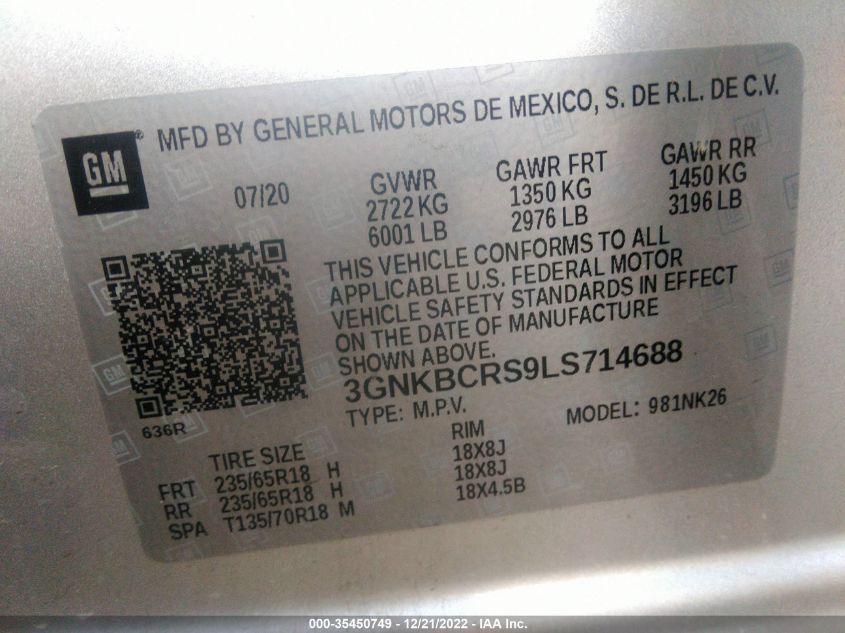 MFD BY GENERAL MOTORS DE MEXICO, S. DE R.L. DE C.V.
GM®
07/20
GVWR GAWR FRT GAWR RR
2722 KG 1350 KG 1450 KG
6001 LB 2976 LB 3196 LB
THIS VEHICLE CONFORMS TO ALL
APPLICABLE U.S. FEDERAL MOTOR
VEHICLE SAFETY STANDARDS IN EFFECT
ON THE DATE OF MANUFACTURE
SHOWN ABOVE.
3GNKBCRS9LS714688
TYPE: M.P.V. MODEL: 981NK26
636R
TIRE SIZE RIM
FRT 235/65R18 H 18X8J
RR 235/65R18 H 18X8J
SPA T135/70R18 M 18X4.5B
000-35450749 - 12/21/2022 - IAA Inc.